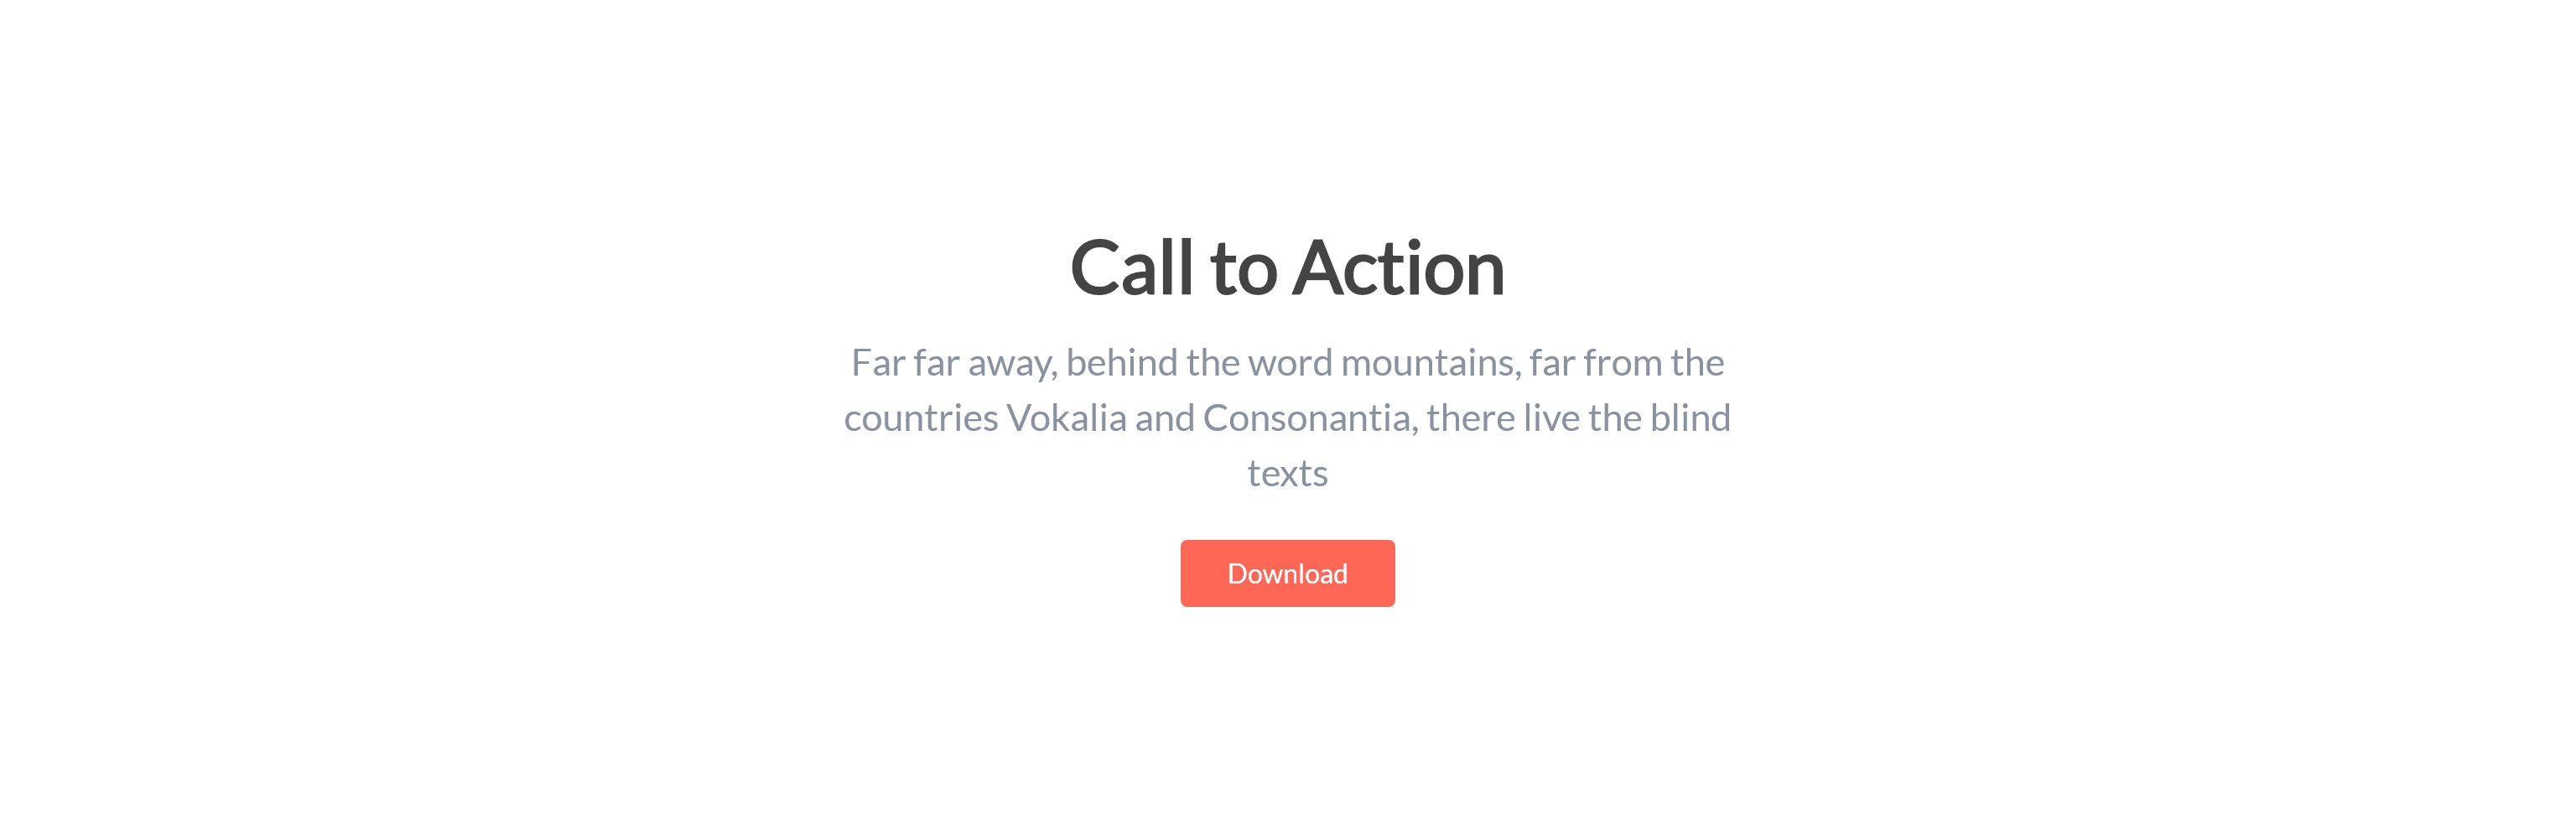 Call to Action
Far far away, behind the word mountains, far from the
countries Vokalia and Consonantia, there live the blind
texts
Download